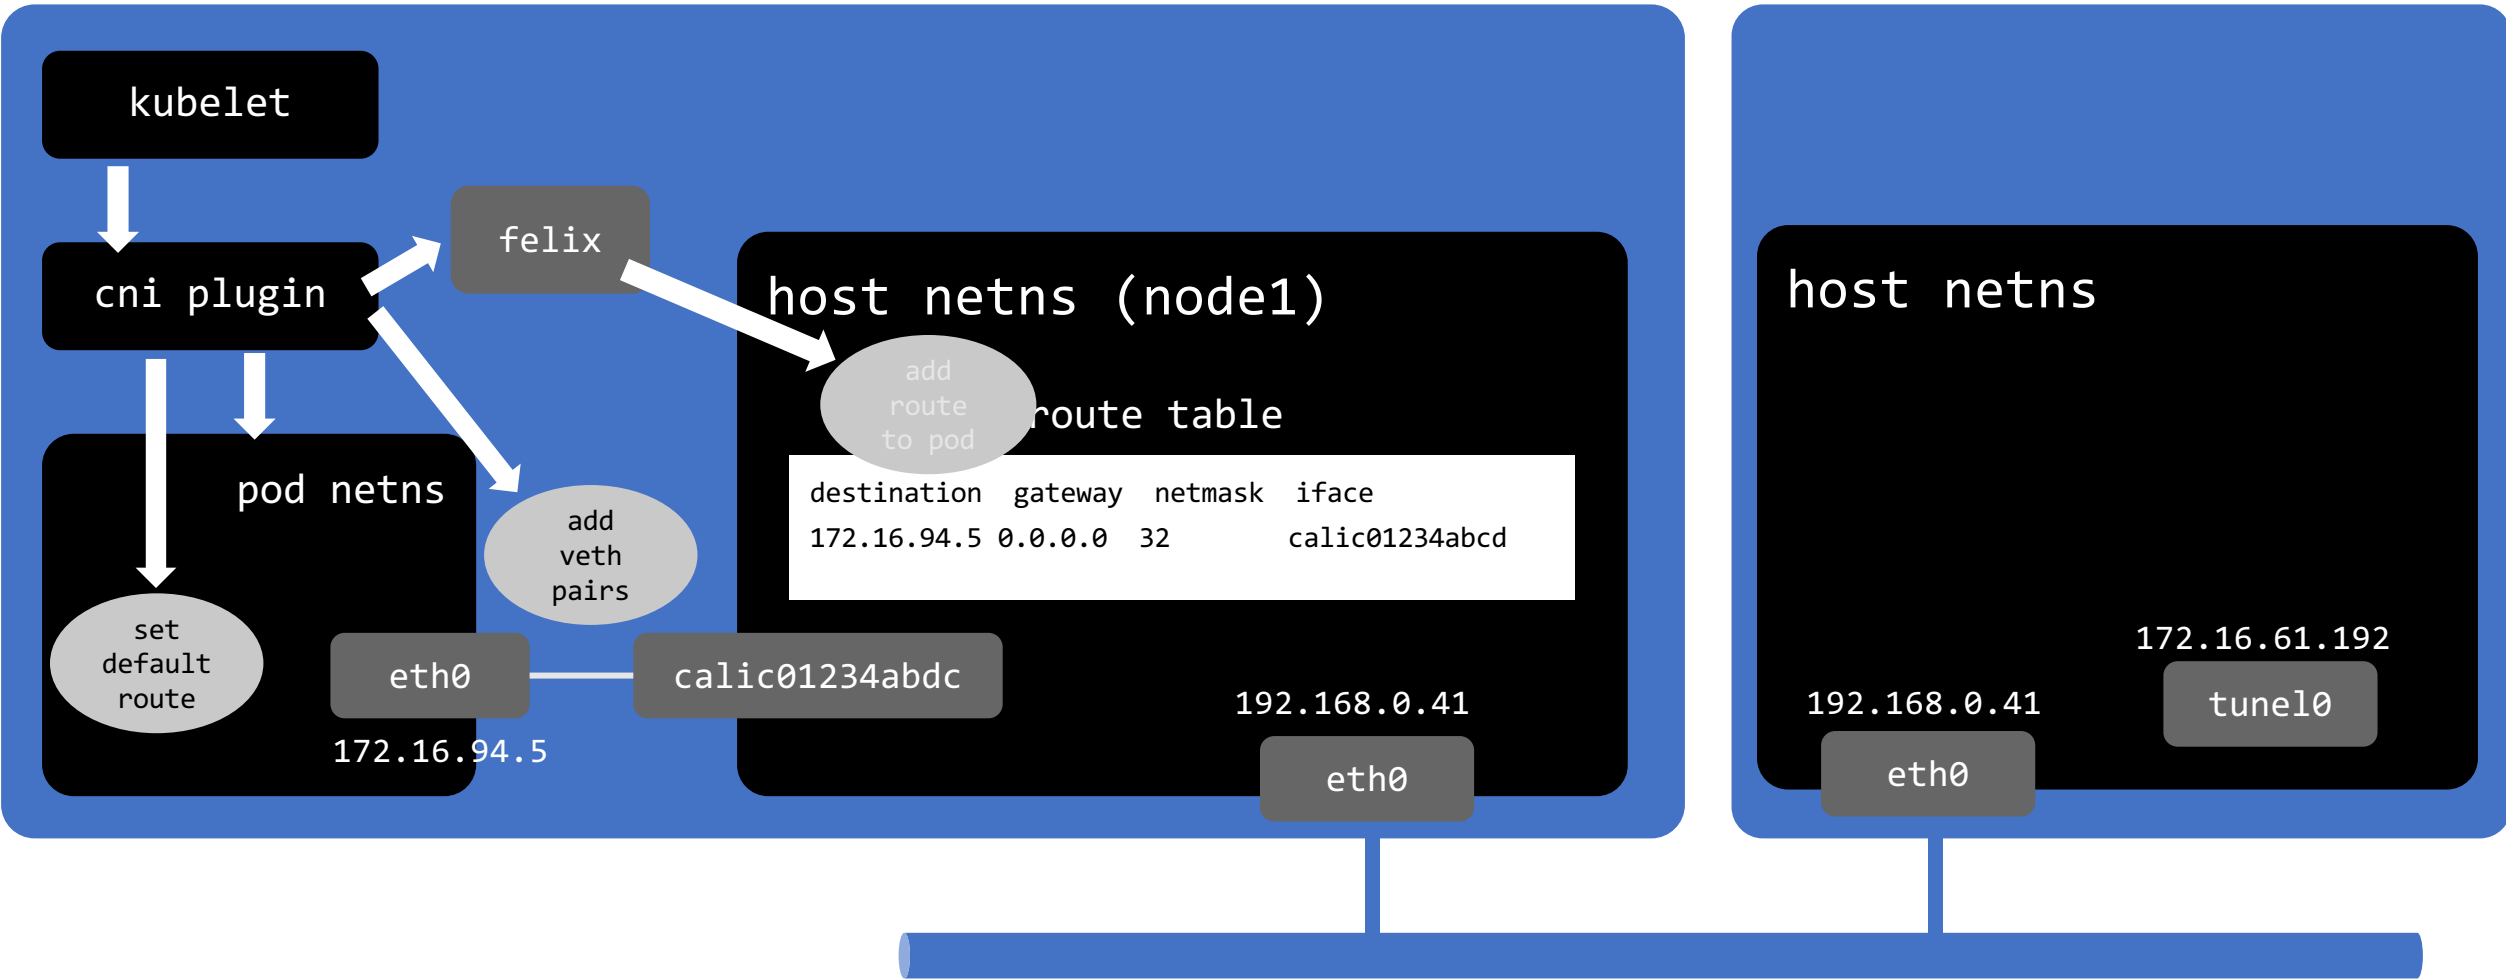 kubelet
felix
cni plugin
host netns (node1)
host netns
add
route
to pod
route table
pod netns
destination gateway netmask iface
172.16.94.5 0.0.0.0 32 calic01234abcd
add
veth
pairs
set
default
route
eth0
calic01234abdc
172.16.94.5
192.168.0.41
eth0
192.168.0.41
eth0
172.16.61.192
tunel0